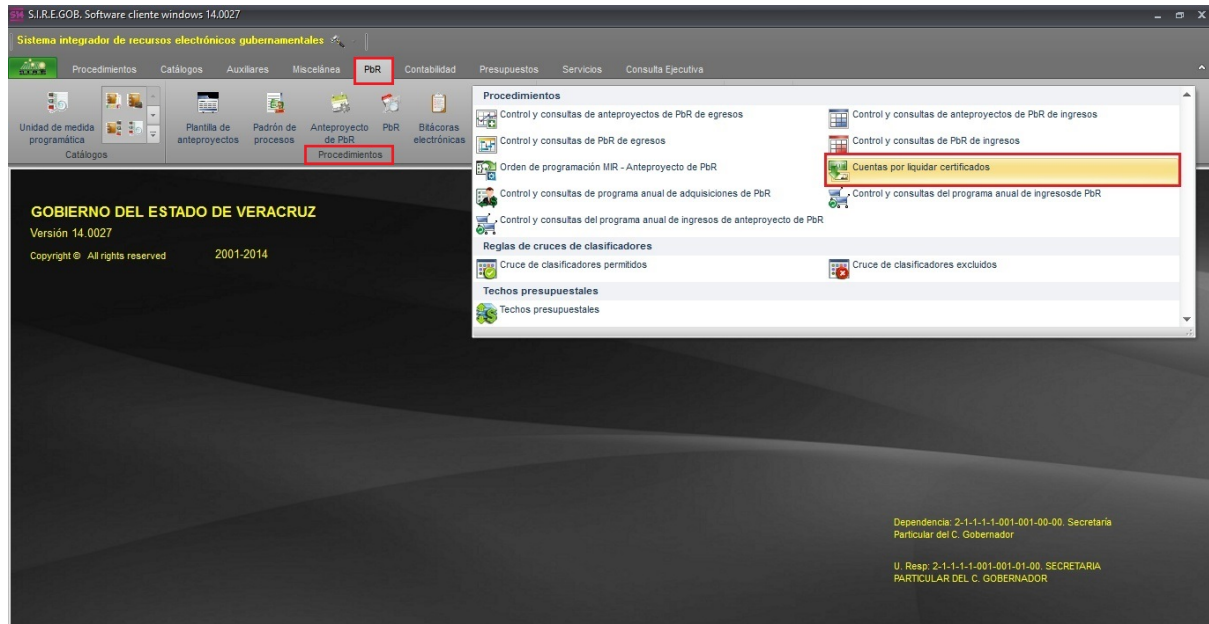 S.I.R.E.GOB. Software cliente windows 14.0027
Sistema integrador de recursos electrónicos gubernamentales
Procedimientos Catálogos Auxiliares Miscelánea PbR Contabilidad Presupuestos Servicios Consulta Ejecutiva
Unidad de medida programática
Plantilla de anteproyectos
Padrón de procesos
Anteproyecto de PbR
PbR
Bitácoras electrónicas
Catálogos
Procedimientos
Procedimientos
Control y consultas de anteproyectos de PbR de egresos
Control y consultas de anteproyectos de PbR de ingresos
Control y consultas de PbR de egresos
Control y consultas de PbR de ingresos
Orden de programación MIR - Anteproyecto de PbR
Cuentas por liquidar certificados
Control y consultas de programa anual de adquisiciones de PbR
Control y consultas del programa anual de ingresosde PbR
Control y consultas del programa anual de ingresos de anteproyecto de PbR
Reglas de cruces de clasificadores
Cruce de clasificadores permitidos
Cruce de clasificadores excluidos
Techos presupuestales
Techos presupuestales
GOBIERNO DEL ESTADO DE VERACRUZ
Versión 14.0027
Copyright © All rights reserved 2001-2014
Dependencia: 2-1-1-1-1-001-001-00-00. Secretaría
Particular del C. Gobernador
U. Resp: 2-1-1-1-1-001-001-01-00. SECRETARIA
PARTICULAR DEL C. GOBERNADOR